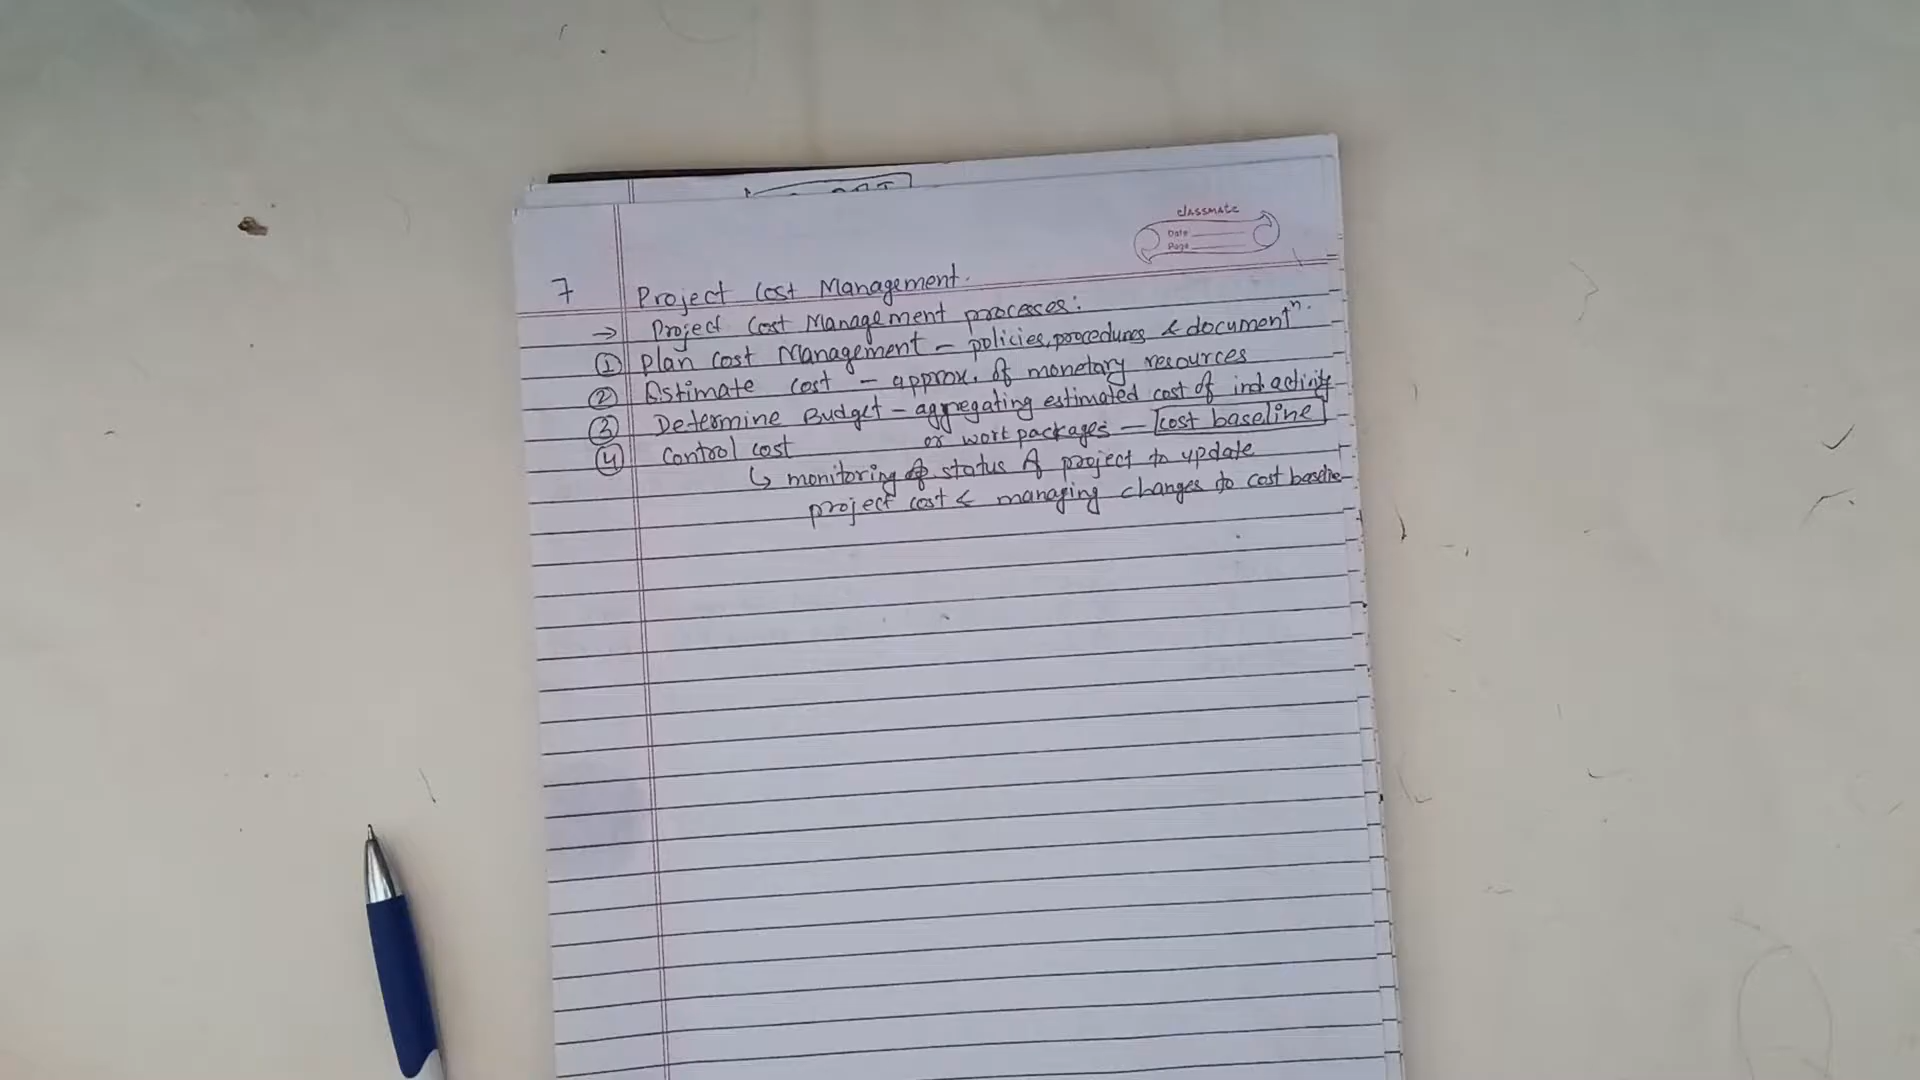 classmate
Date
Page
7 Project Cost Management.
→ Project Cost Management processes:
① Plan Cost Management – policies, procedures & documentⁿ.
② Estimate cost – approx. of monetary resources
③ Determine Budget – aggregating estimated cost of ind. activity
or work packages – cost baseline
④ Control cost
↳ monitoring of status of project to update
project cost & managing changes to cost baseline